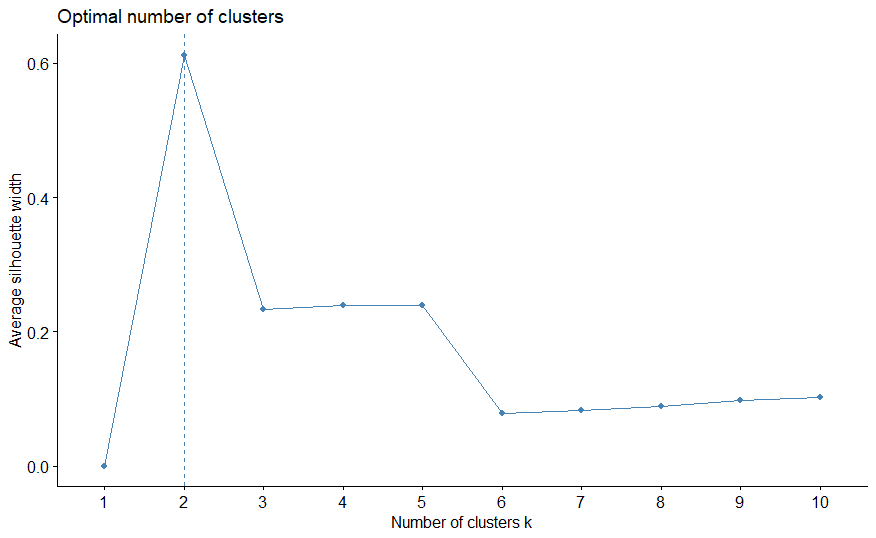 Optimal number of clusters
Average silhouette width
0.6
0.4
0.2
0.0
1 2 3 4 5 6 7 8 9 10
Number of clusters k